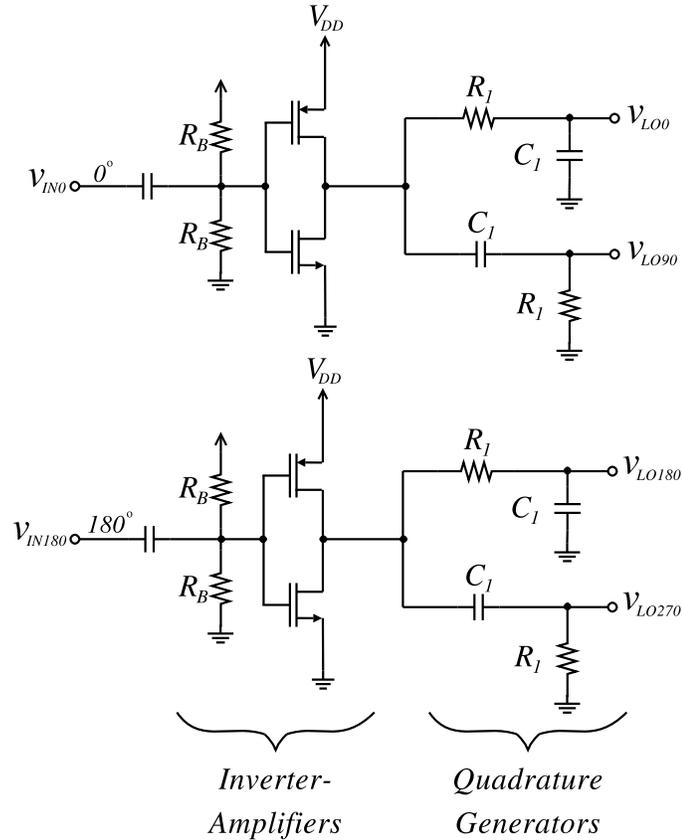 V_DD
R_1
v_LO0
R_B
C_1
v_IN0 0°
R_B
C_1
v_LO90
R_1
V_DD
R_1
v_LO180
R_B
C_1
v_IN180 180°
R_B
C_1
v_LO270
R_1
Inverter- Quadrature
Amplifiers Generators